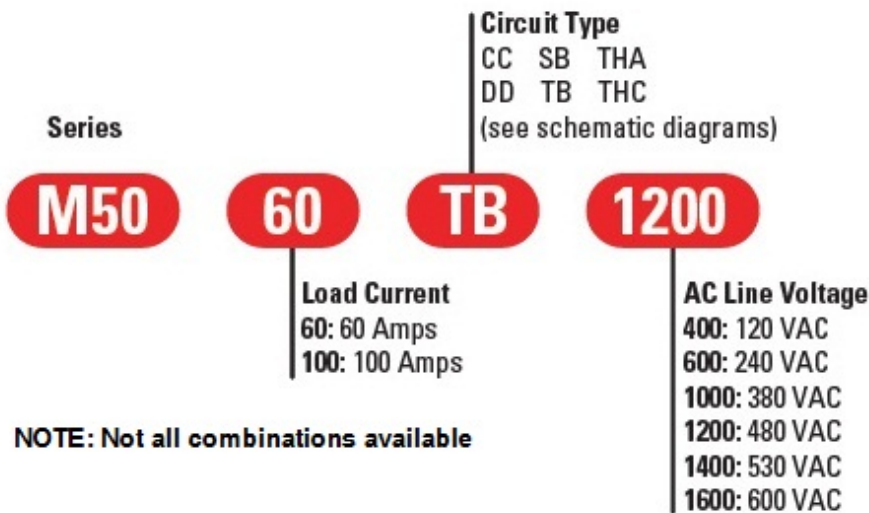 Circuit Type
CC SB THA
DD TB THC
(see schematic diagrams)
Series
M50 60 TB 1200
Load Current
60: 60 Amps
100: 100 Amps
AC Line Voltage
400: 120 VAC
600: 240 VAC
1000: 380 VAC
1200: 480 VAC
1400: 530 VAC
1600: 600 VAC
NOTE: Not all combinations available